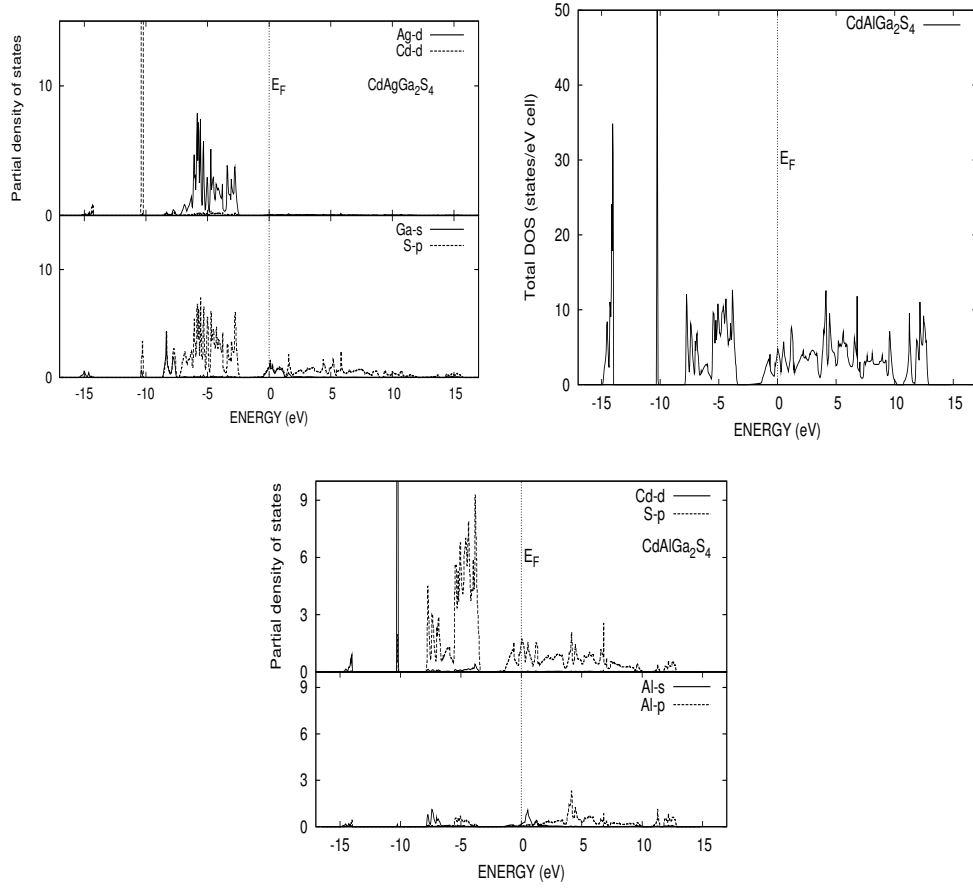 Partial density of states
10
0
Ag-d
Cd-d
E_F
CdAgGa₂S₄
10
0
Ga-s
S-p
-15 -10 -5 0 5 10 15
ENERGY (eV)
Total DOS (states/eV cell)
50
40
30
20
10
0
CdAlGa₂S₄
E_F
-15 -10 -5 0 5 10 15
ENERGY (eV)
Partial density of states
9
6
3
0
Cd-d
S-p
CdAlGa₂S₄
E_F
9
6
3
0
Al-s
Al-p
-15 -10 -5 0 5 10 15
ENERGY (eV)